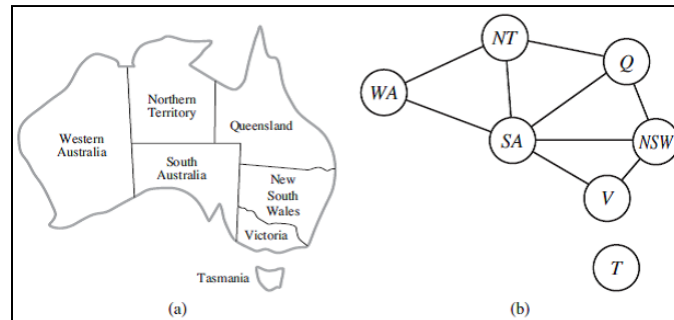 Northern
Territory
Western
Australia
Queensland
South
Australia
New
South
Wales
Victoria
Tasmania
(a)
NT
Q
WA
SA
NSW
V
T
(b)